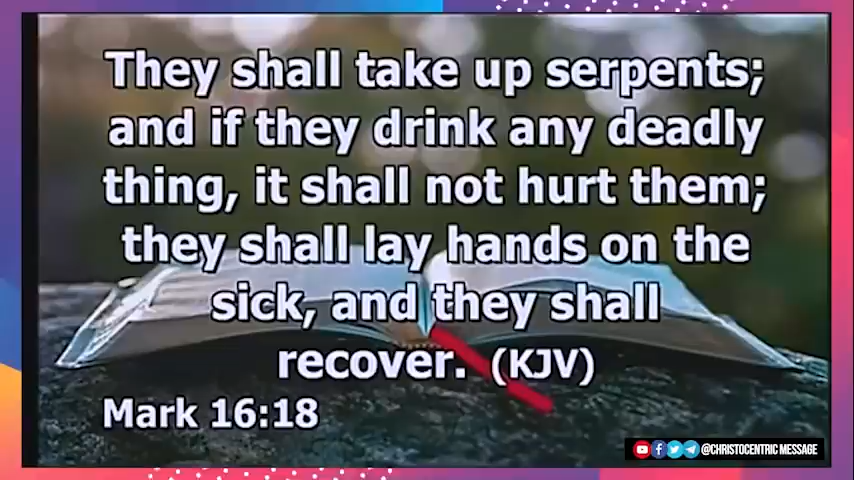 They shall take up serpents;
and if they drink any deadly
thing, it shall not hurt them;
they shall lay hands on the
sick, and they shall
recover. (KJV)
Mark 16:18
@CHRISTOCENTRIC MESSAGE